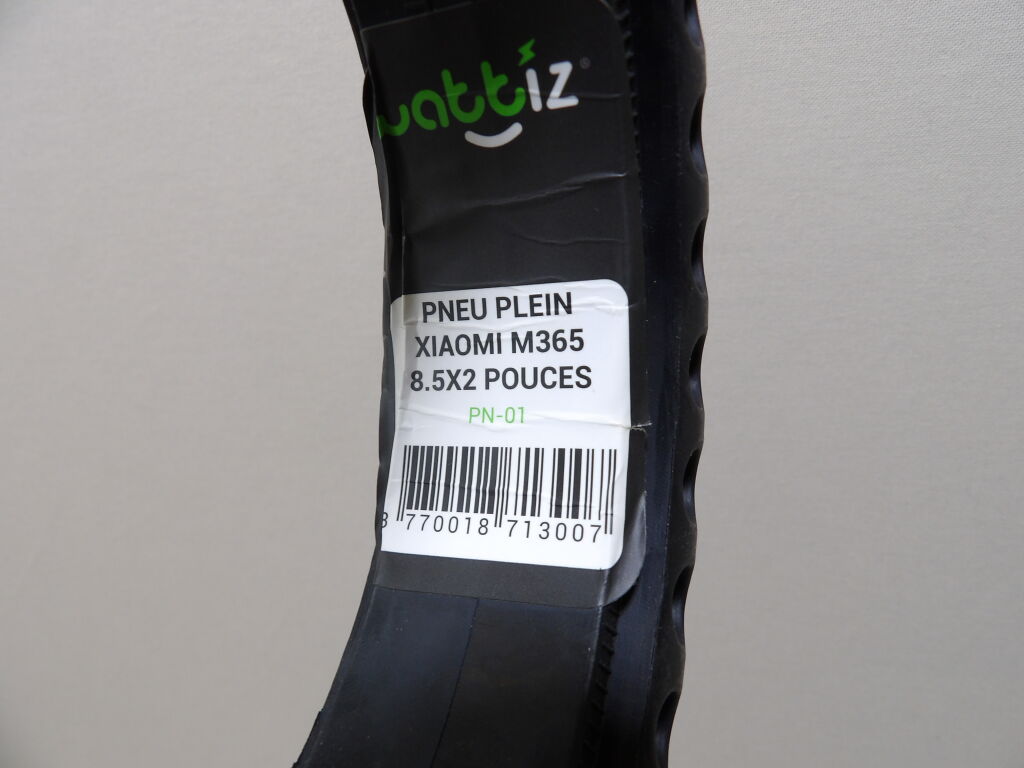 wattiz®
PNEU PLEIN
XIAOMI M365
8.5X2 POUCES
PN-01
3 770018 713007